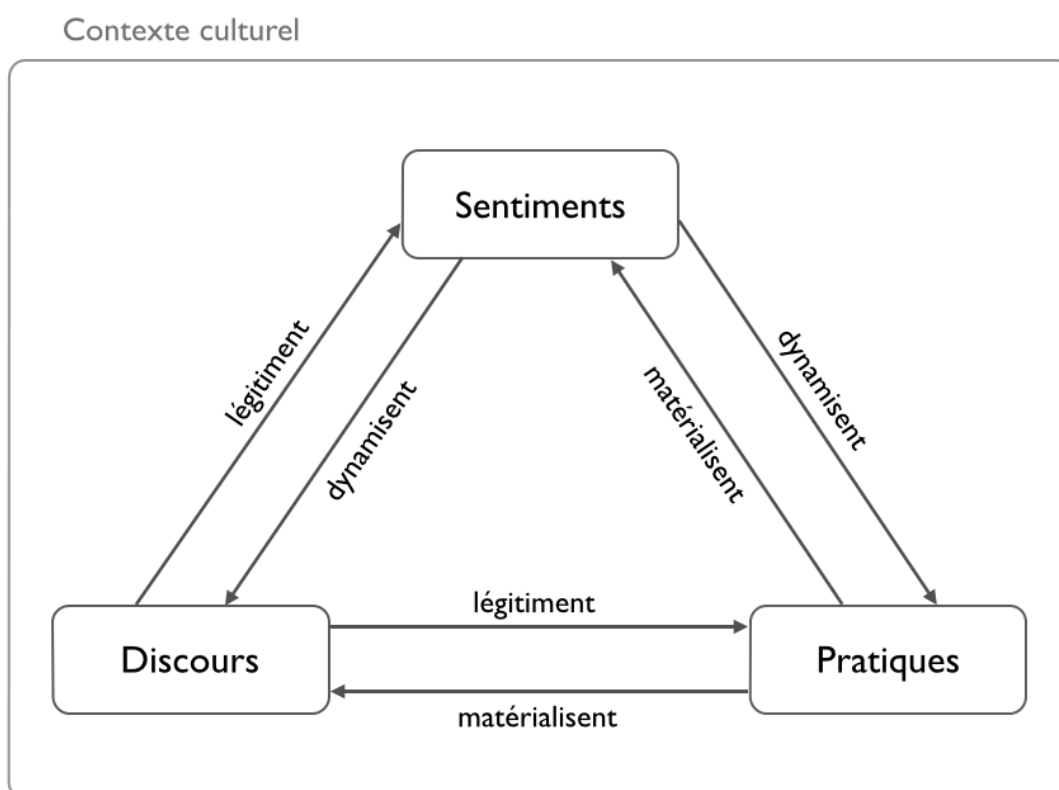 Contexte culturel
Sentiments
légitiment
dynamisent
matérialisent
dynamisent
légitiment
Discours
Pratiques
matérialisent